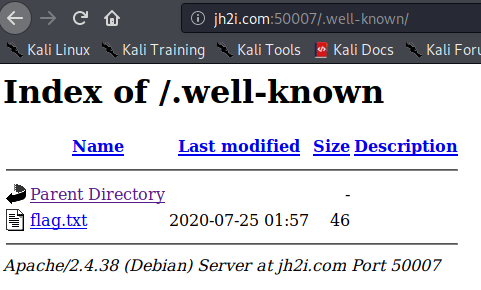 jh2i.com:50007/.well-known/
Kali Linux Kali Training Kali Tools Kali Docs Kali Foru
Index of /.well-known
Name Last modified Size Description
Parent Directory -
flag.txt 2020-07-25 01:57 46
Apache/2.4.38 (Debian) Server at jh2i.com Port 50007